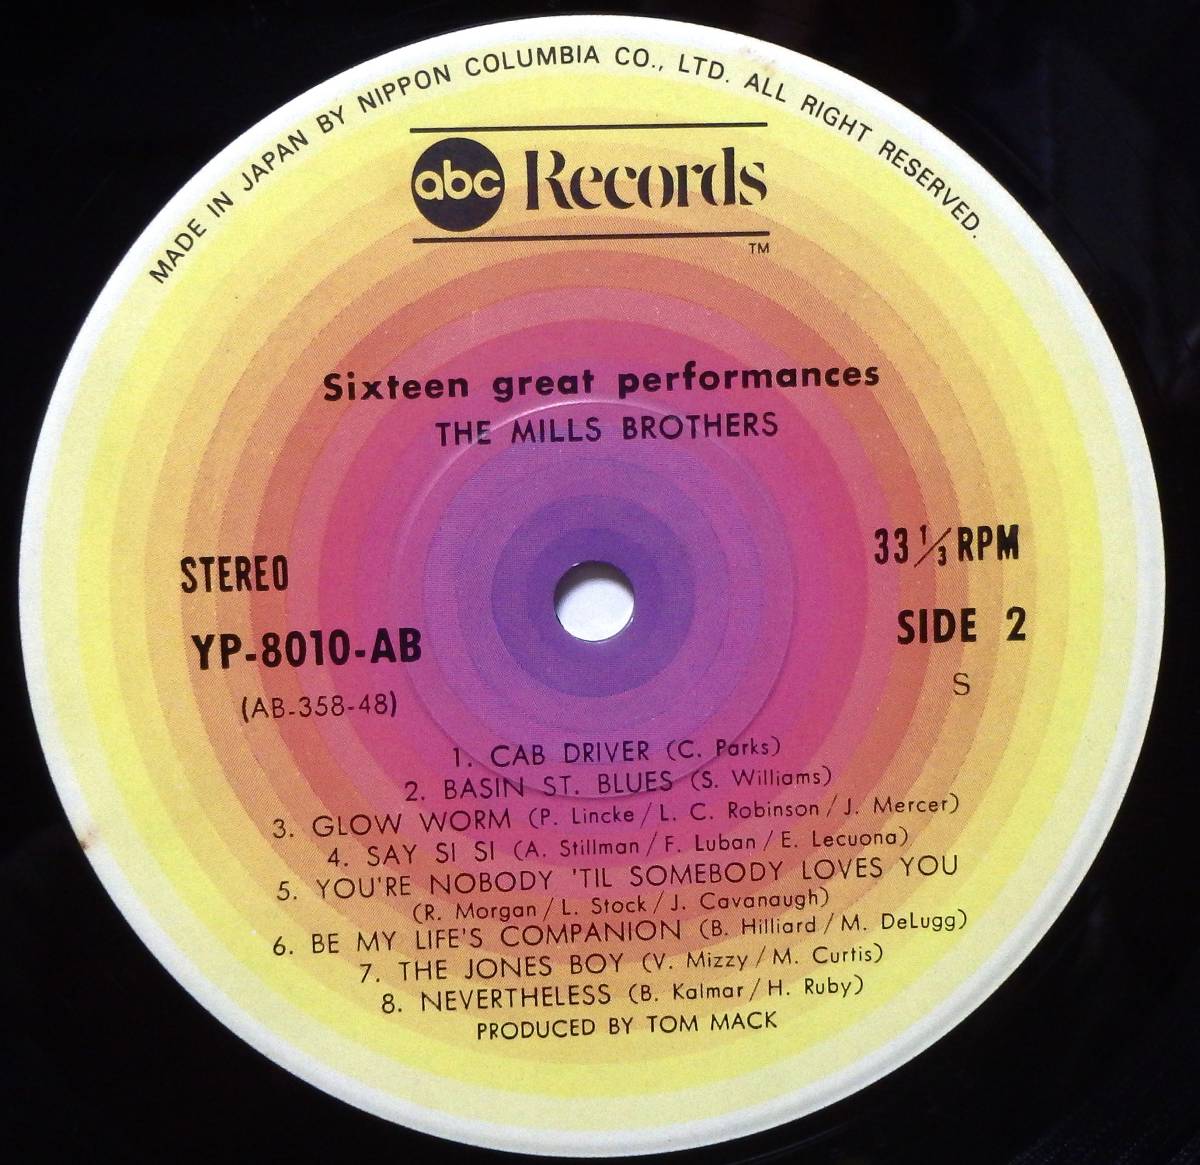 MADE IN JAPAN BY NIPPON COLUMBIA CO., LTD. ALL RIGHT RESERVED.
abc Records
TM
Sixteen great performances
THE MILLS BROTHERS
STEREO
33 1/3 RPM
YP-8010-AB
SIDE 2
(AB-358-48)
S
1. CAB DRIVER (C. Parks)
2. BASIN ST. BLUES (S. Williams)
3. GLOW WORM (P. Lincke/L. C. Robinson/J. Mercer)
4. SAY SI SI (A. Stillman/F. Luban/E. Lecuona)
5. YOU'RE NOBODY 'TIL SOMEBODY LOVES YOU
(R. Morgan/L. Stock/J. Cavanaugh)
6. BE MY LIFE'S COMPANION (B. Hilliard/M. DeLugg)
7. THE JONES BOY (V. Mizzy/M. Curtis)
8. NEVERTHELESS (B. Kalmar/H. Ruby)
PRODUCED BY TOM MACK